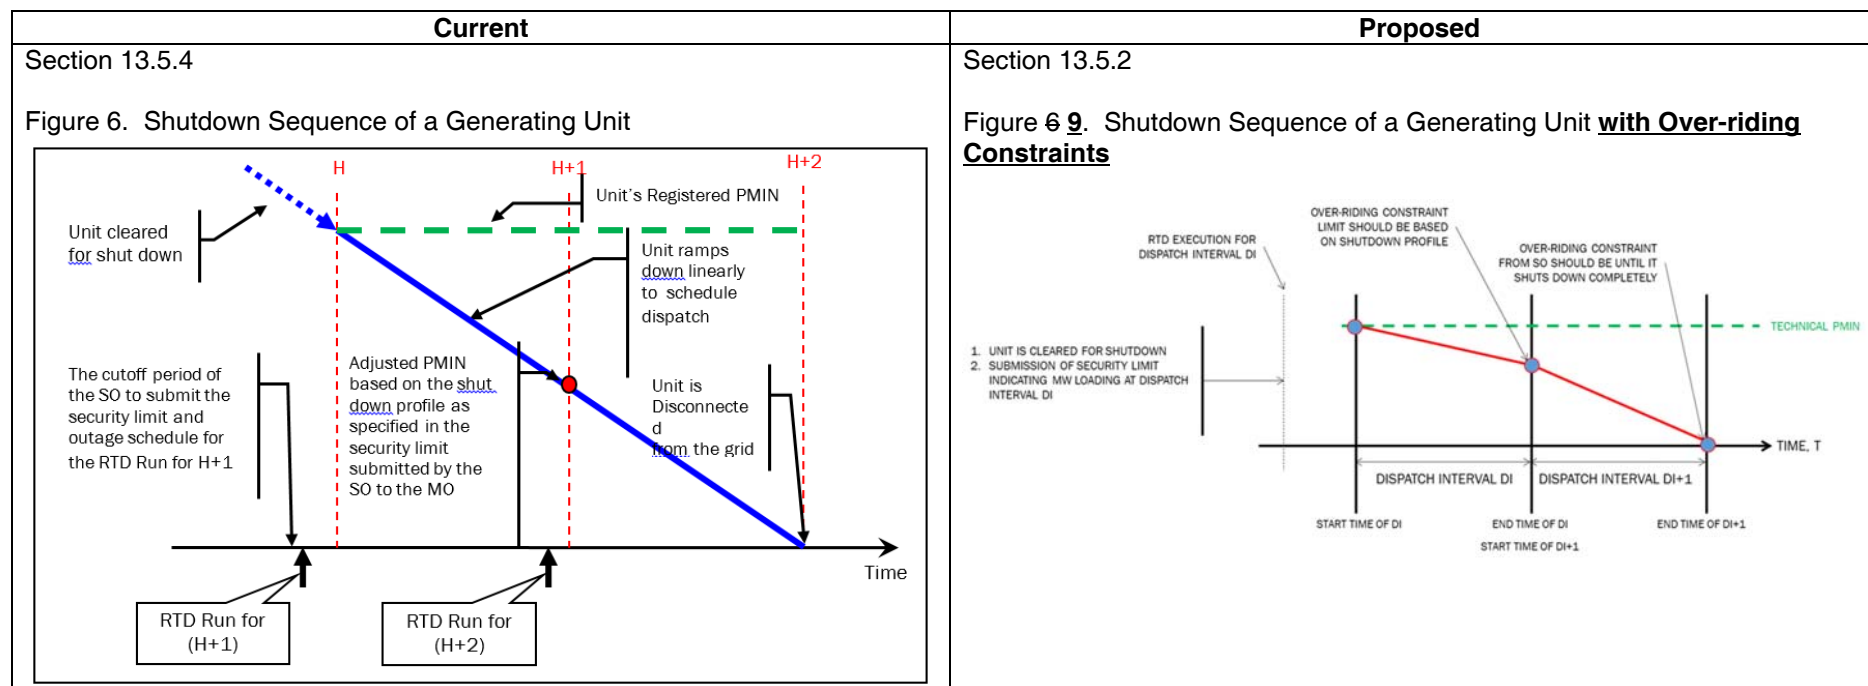 Current
Proposed
Section 13.5.4
Figure 6. Shutdown Sequence of a Generating Unit
H
H+1
H+2
Unit's Registered PMIN
Unit cleared
for shut down
Unit ramps
down linearly
to schedule
dispatch
The cutoff period of
the SO to submit the
security limit and
outage schedule for
the RTD Run for H+1
Adjusted PMIN
based on the shut
down profile as
specified in the
security limit
submitted by the
SO to the MO
Unit is
Disconnecte
d
from the grid
Time
RTD Run for
(H+1)
RTD Run for
(H+2)
Section 13.5.2
Figure 6 9. Shutdown Sequence of a Generating Unit with Over-riding
Constraints
OVER-RIDING CONSTRAINT
LIMIT SHOULD BE BASED
ON SHUTDOWN PROFILE
RTD EXECUTION FOR
DISPATCH INTERVAL DI
OVER-RIDING CONSTRAINT
FROM SO SHOULD BE UNTIL IT
SHUTS DOWN COMPLETELY
TECHNICAL PMIN
1. UNIT IS CLEARED FOR SHUTDOWN
2. SUBMISSION OF SECURITY LIMIT
INDICATING MW LOADING AT DISPATCH
INTERVAL DI
TIME, T
DISPATCH INTERVAL DI
DISPATCH INTERVAL DI+1
START TIME OF DI
END TIME OF DI
START TIME OF DI+1
END TIME OF DI+1